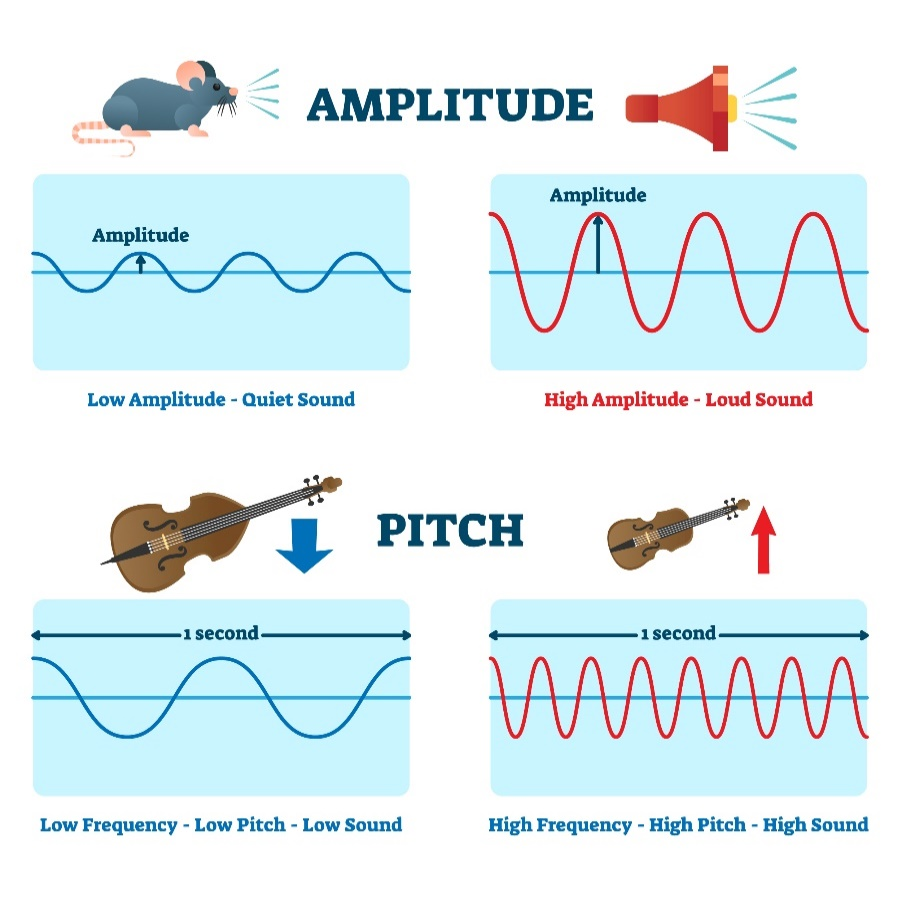 AMPLITUDE
Amplitude
Amplitude
Low Amplitude - Quiet Sound
High Amplitude - Loud Sound
PITCH
1 second
1 second
Low Frequency - Low Pitch - Low Sound
High Frequency - High Pitch - High Sound